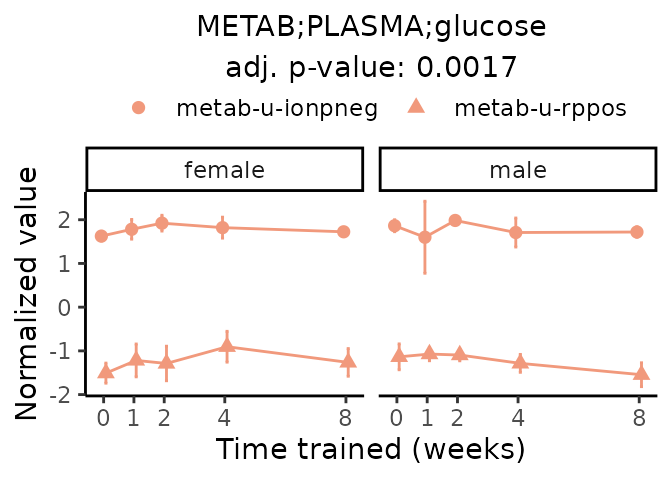 METAB;PLASMA;glucose
adj. p-value: 0.0017
metab-u-ionpneg metab-u-rppos
female male
Normalized value
2
1
0
-1
-2
0 1 2 4 8 0 1 2 4 8
Time trained (weeks)